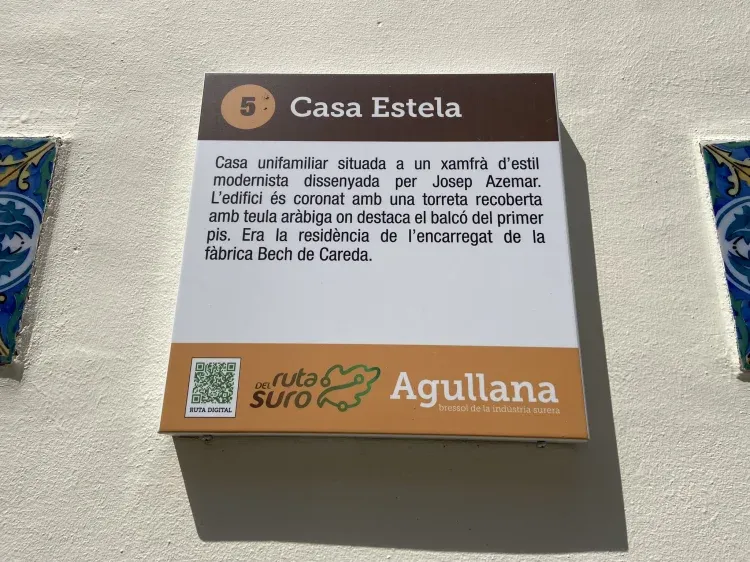 5 Casa Estela
Casa unifamiliar situada a un xamfrà d'estil
modernista dissenyada per Josep Azemar.
L'edifici és coronat amb una torreta recoberta
amb teula aràbiga on destaca el balcó del primer
pis. Era la residència de l'encarregat de la
fàbrica Bech de Careda.
RUTA DIGITAL
ruta
DEL suro
Agullana
bressol de la indústria surera